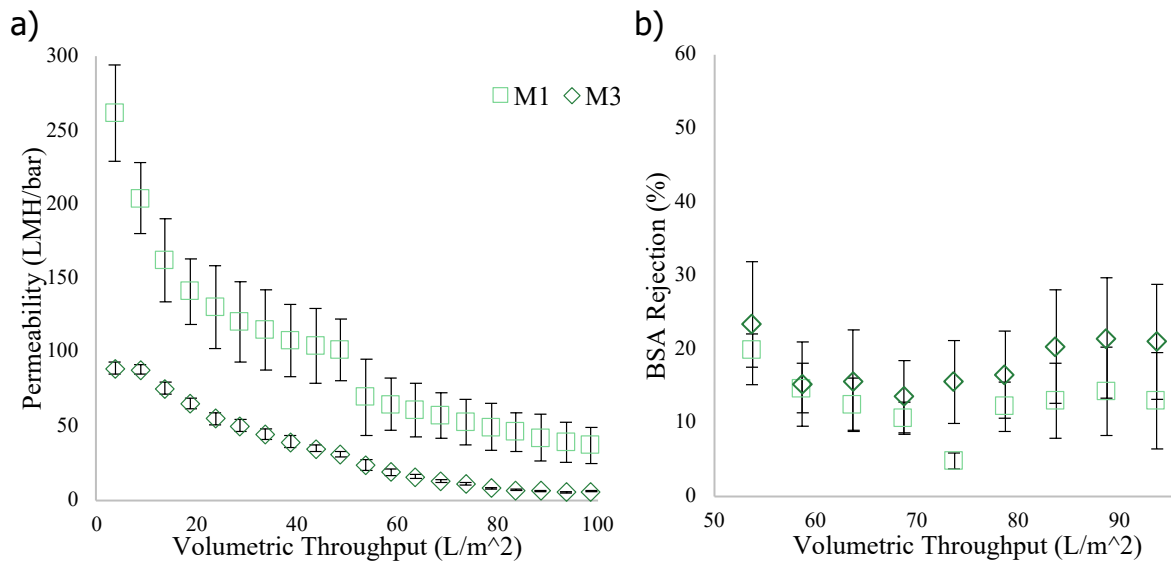 a)
Permeability (LMH/bar)
300
250
200
150
100
50
0
M1 M3
0 20 40 60 80 100
Volumetric Throughput (L/m^2)
b)
BSA Rejection (%)
60
50
40
30
20
10
0
50 60 70 80 90
Volumetric Throughput (L/m^2)